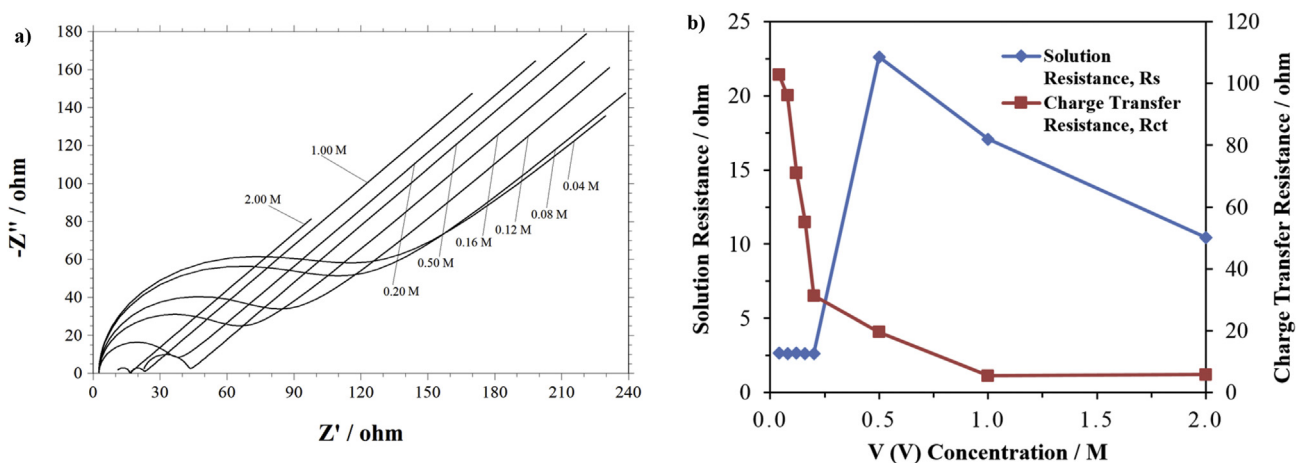 a)
180
160
140
120
100
80
60
40
20
0
-Z'' / ohm
1.00 M
2.00 M
0.04 M
0.08 M
0.12 M
0.16 M
0.50 M
0.20 M
0 30 60 90 120 150 180 210 240
Z' / ohm
b)
25
20
15
10
5
0
Solution Resistance / ohm
Solution
Resistance, Rs
Charge Transfer
Resistance, Rct
120
100
80
60
40
20
0
Charge Transfer Resistance / ohm
0.0 0.5 1.0 1.5 2.0
V (V) Concentration / M